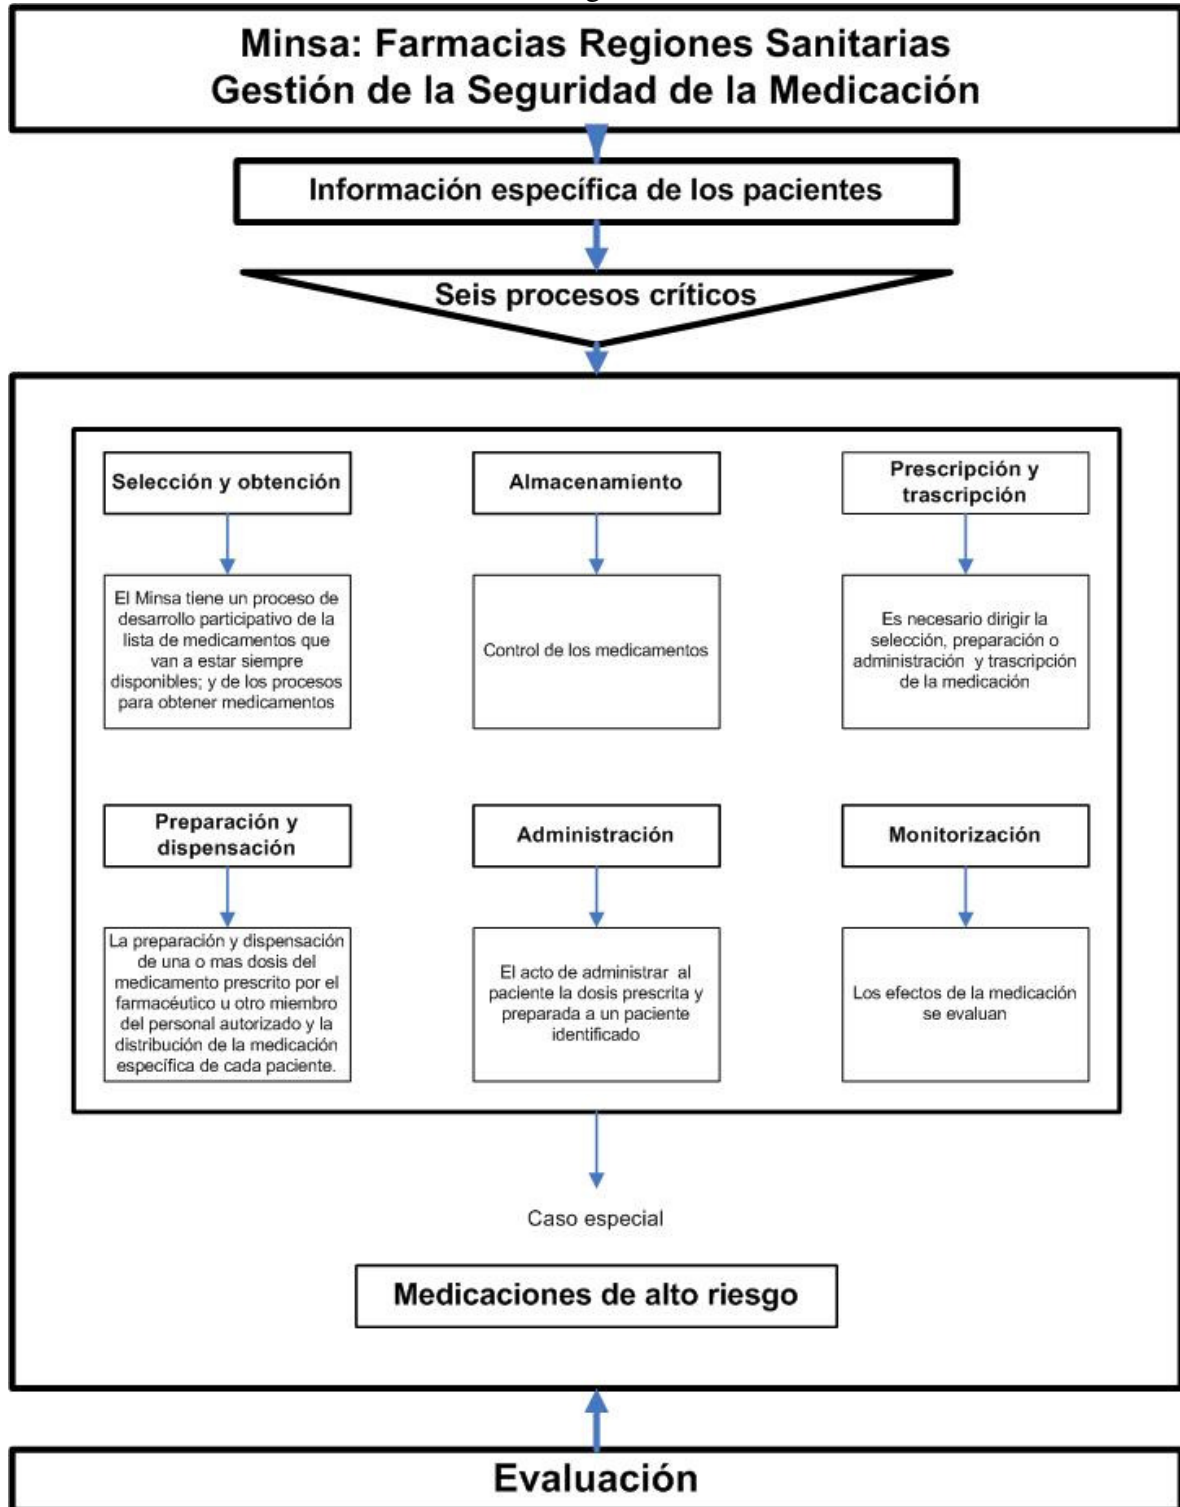 Minsa: Farmacias Regiones Sanitarias
Gestión de la Seguridad de la Medicación
Información específica de los pacientes
Seis procesos críticos
Selección y obtención
El Minsa tiene un proceso de
desarrollo participativo de la
lista de medicamentos que
van a estar siempre
disponibles; y de los procesos
para obtener medicamentos
Almacenamiento
Control de los medicamentos
Prescripción y
trascripción
Es necesario dirigir la
selección, preparación o
administración y trascripción
de la medicación
Preparación y
dispensación
La preparación y dispensación
de una o mas dosis del
medicamento prescrito por el
farmacéutico u otro miembro
del personal autorizado y la
distribución de la medicación
específica de cada paciente.
Administración
El acto de administrar al
paciente la dosis prescrita y
preparada a un paciente
identificado
Monitorización
Los efectos de la medicación
se evaluan
Caso especial
Medicaciones de alto riesgo
Evaluación